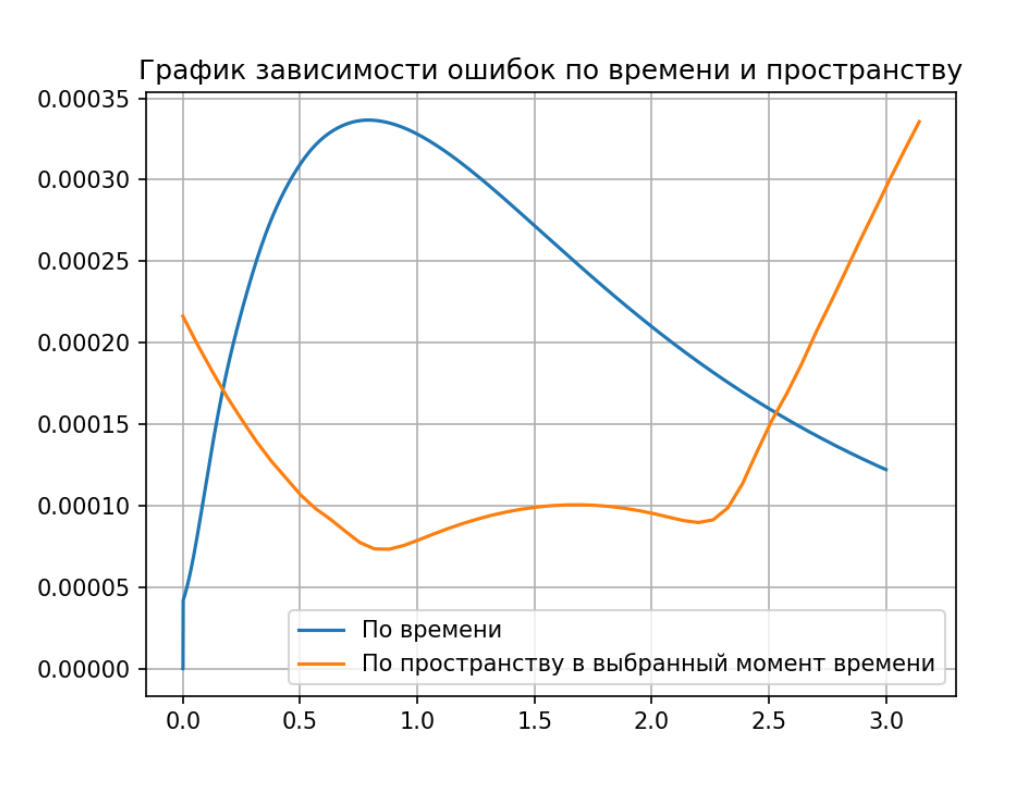 График зависимости ошибок по времени и пространству
0.00035
0.00030
0.00025
0.00020
0.00015
0.00010
0.00005
0.00000
По времени
По пространству в выбранный момент времени
0.0 0.5 1.0 1.5 2.0 2.5 3.0